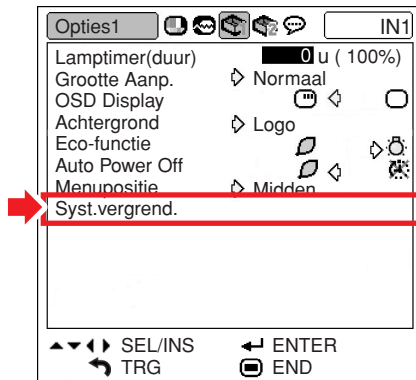 Opties1 IN1
Lamptimer(duur) 0 u ( 100%)
Grootte Aanp. Normaal
OSD Display
Achtergrond Logo
Eco-functie
Auto Power Off
Menupositie Midden
Syst.vergrend.
SEL/INS ENTER
TRG END